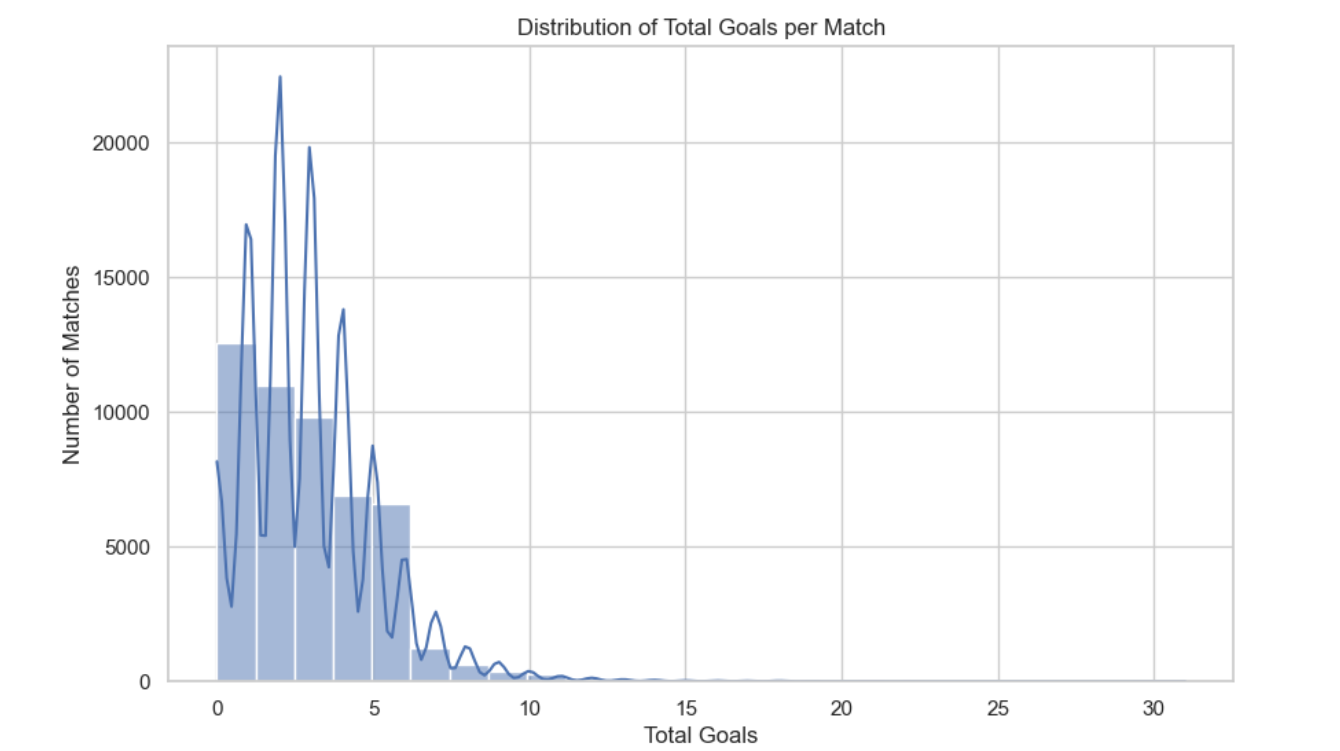 Distribution of Total Goals per Match
Number of Matches
20000
15000
10000
5000
0
0 5 10 15 20 25 30
Total Goals